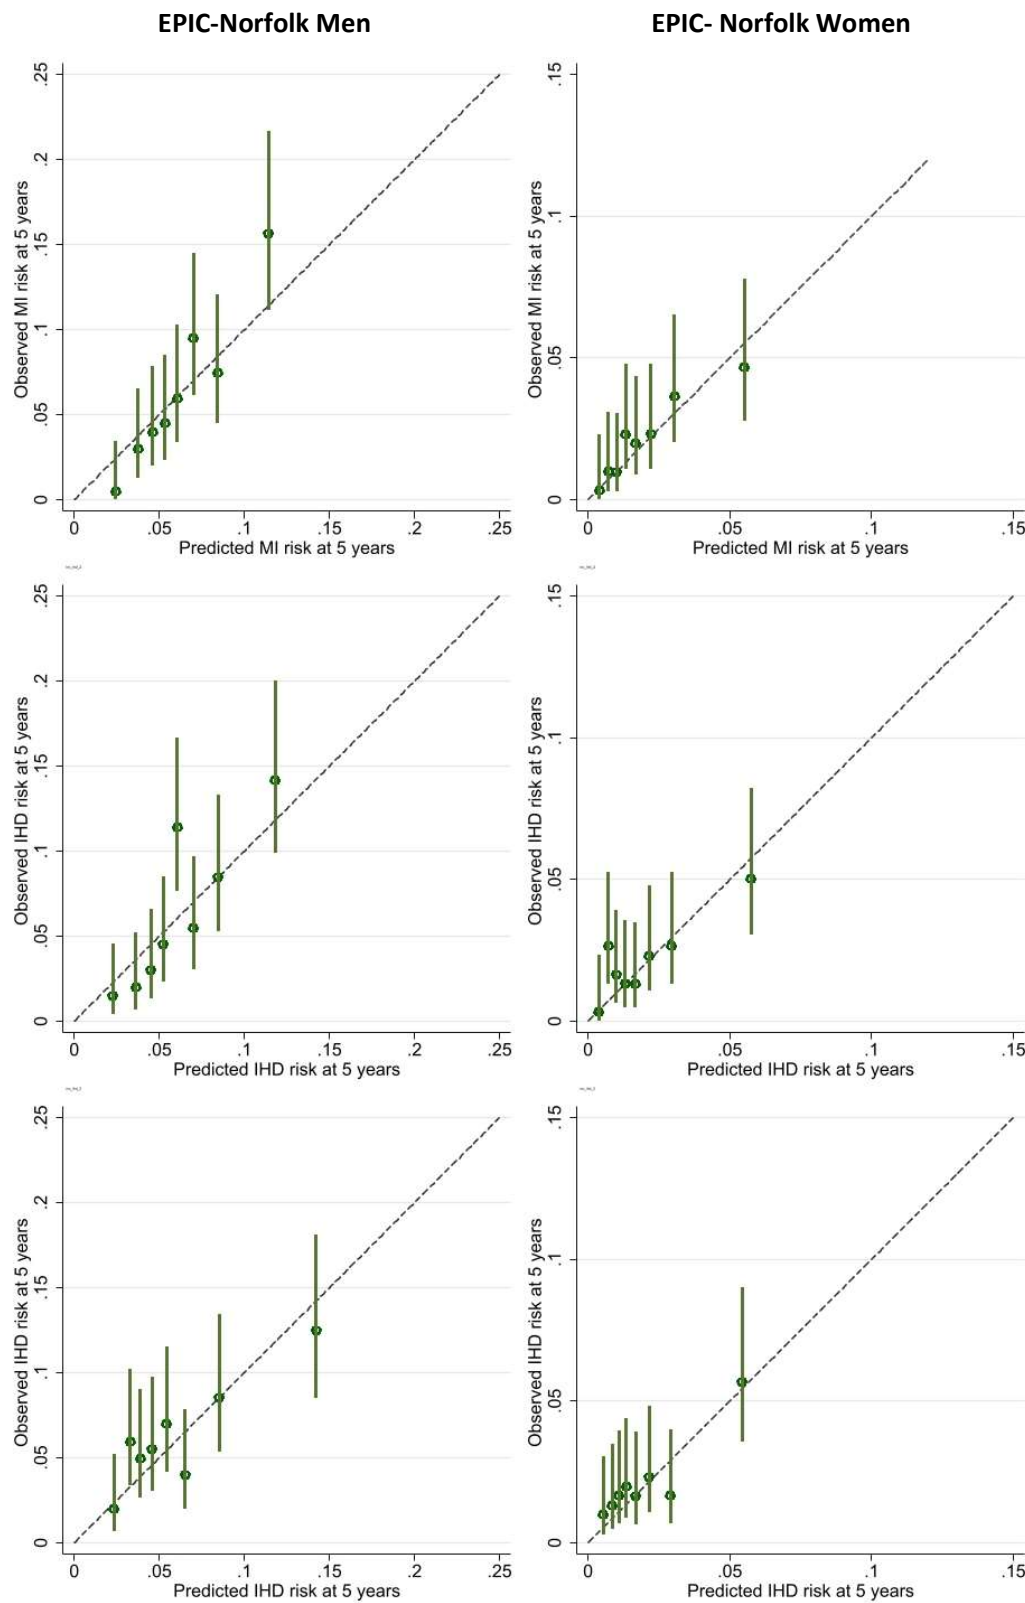 EPIC-Norfolk Men
EPIC- Norfolk Women
Observed MI risk at 5 years
0 .05 .1 .15 .2 .25
0 .05 .1 .15 .2 .25
Predicted MI risk at 5 years
Observed MI risk at 5 years
0 .05 .1 .15
0 .05 .1 .15
Predicted MI risk at 5 years
Observed IHD risk at 5 years
0 .05 .1 .15 .2 .25
0 .05 .1 .15 .2 .25
Predicted IHD risk at 5 years
Observed IHD risk at 5 years
0 .05 .1 .15
0 .05 .1 .15
Predicted IHD risk at 5 years
Observed IHD risk at 5 years
0 .05 .1 .15 .2 .25
0 .05 .1 .15 .2 .25
Predicted IHD risk at 5 years
Observed IHD risk at 5 years
0 .05 .1 .15
0 .05 .1 .15
Predicted IHD risk at 5 years